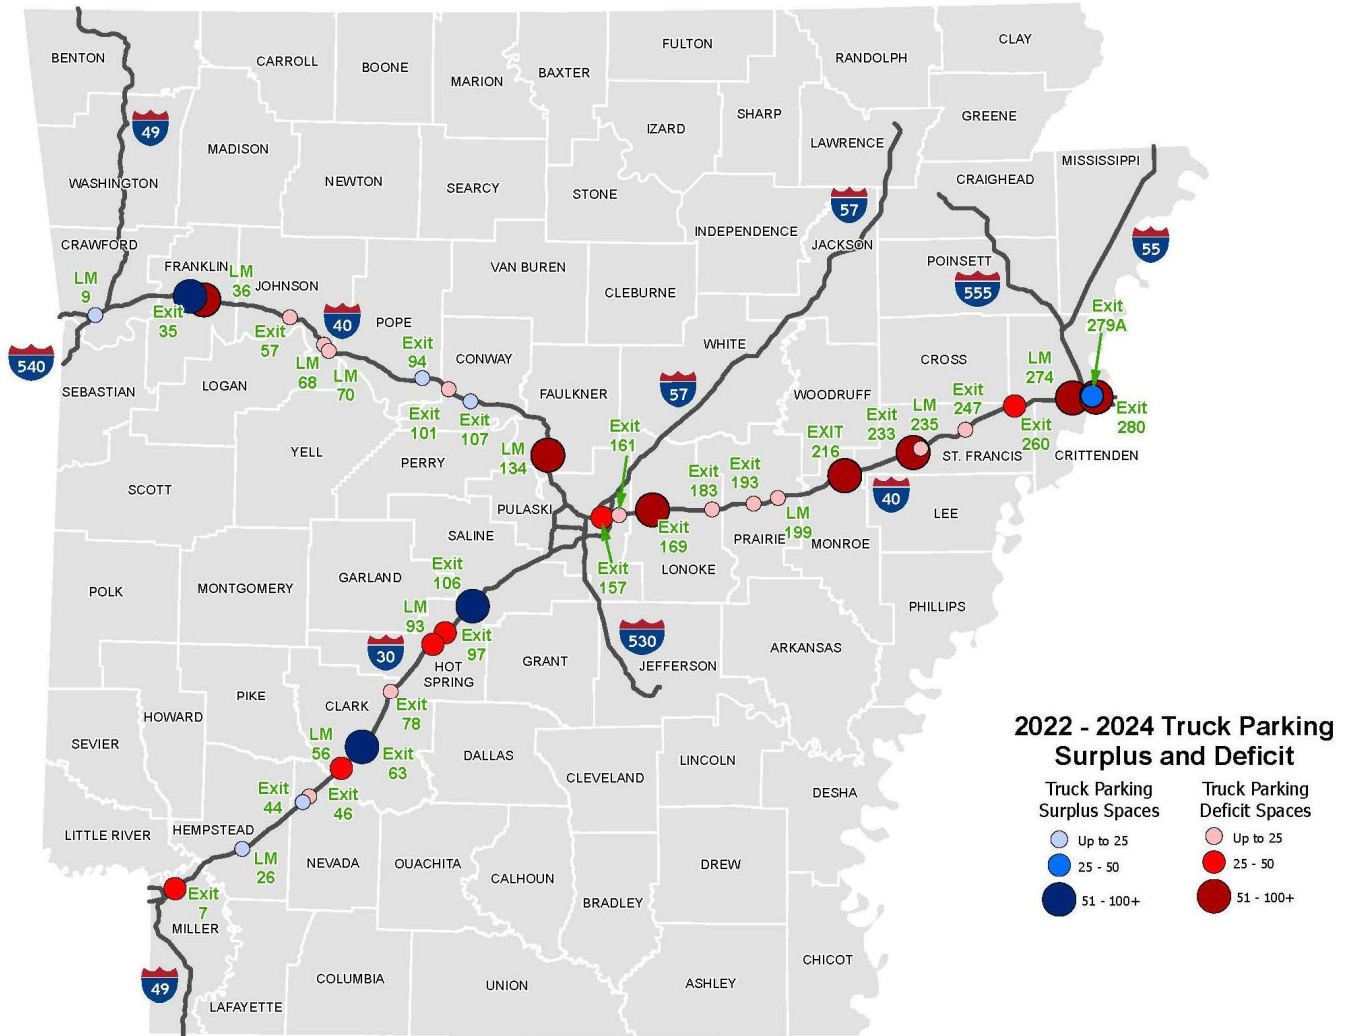 BENTON
CARROLL
BOONE
MARION
BAXTER
FULTON
RANDOLPH
CLAY
49
WASHINGTON
MADISON
NEWTON
SEARCY
STONE
IZARD
SHARP
LAWRENCE
GREENE
MISSISSIPPI
CRAIGHEAD
57
INDEPENDENCE
JACKSON
POINSETT
555
55
CRAWFORD
LM
9
FRANKLIN
LM
36
JOHNSON
Exit
35
Exit
57
40
POPE
VAN BUREN
CLEBURNE
Exit
279A
540
SEBASTIAN
LOGAN
LM
68
LM
70
Exit
94
CONWAY
Exit
101
Exit
107
FAULKNER
WHITE
57
WOODRUFF
CROSS
LM
274
Exit
280
CRITTENDEN
Exit
247
Exit
260
ST. FRANCIS
LM
235
Exit
233
EXIT
216
40
LEE
YELL
PERRY
LM
134
Exit
161
Exit
183
Exit
193
LM
199
SCOTT
PULASKI
Exit
169
PRAIRIE
MONROE
SALINE
Exit
157
LONOKE
POLK
MONTGOMERY
GARLAND
Exit
106
PHILLIPS
LM
93
Exit
97
30
HOT
SPRING
GRANT
530
JEFFERSON
ARKANSAS
PIKE
CLARK
Exit
78
HOWARD
SEVIER
LM
56
Exit
63
DALLAS
CLEVELAND
LINCOLN
DESHA
Exit
44
Exit
46
LITTLE RIVER
HEMPSTEAD
LM
26
NEVADA
OUACHITA
CALHOUN
BRADLEY
DREW
Exit
7
MILLER
49
LAFAYETTE
COLUMBIA
UNION
ASHLEY
CHICOT
2022 - 2024 Truck Parking
Surplus and Deficit
Truck Parking
Surplus Spaces
Up to 25
25 - 50
51 - 100+
Truck Parking
Deficit Spaces
Up to 25
25 - 50
51 - 100+